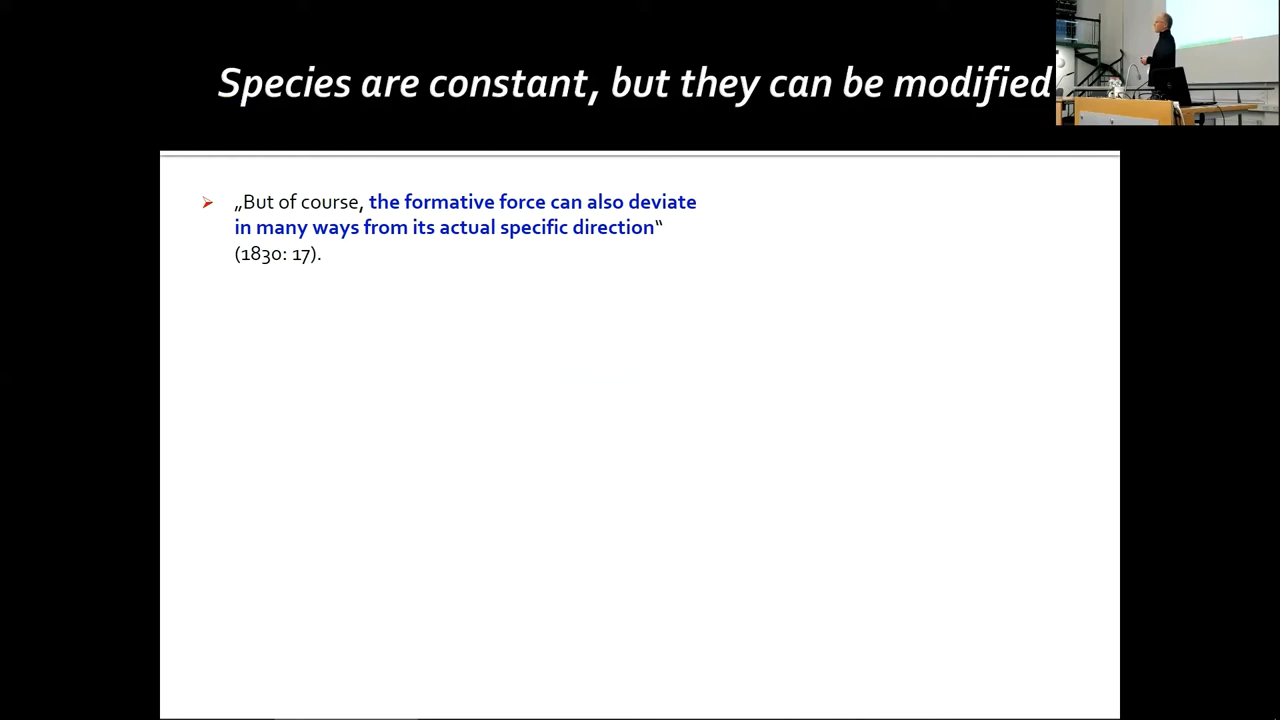 Species are constant, but they can be modified
„But of course, the formative force can also deviate
in many ways from its actual specific direction“
(1830: 17).